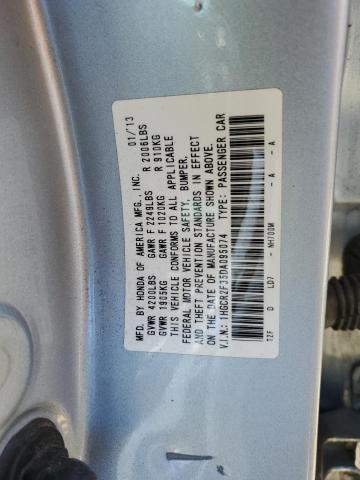 MFD. BY HONDA OF AMERICA MFG., INC. 01/'13
GVWR 4200LBS GAWR F 2249LBS R 2006LBS
GVWR 1905KG GAWR F 1020KG R 910KG
THIS VEHICLE CONFORMS TO ALL APPLICABLE
FEDERAL MOTOR VEHICLE SAFETY, BUMPER,
AND THEFT PREVENTION STANDARDS IN EFFECT
ON THE DATE OF MANUFACTURE SHOWN ABOVE.
V.I.N.: 1HGCR2F33DA095074 TYPE: PASSENGER CAR
T2F D LD7 - NH700M - A - A